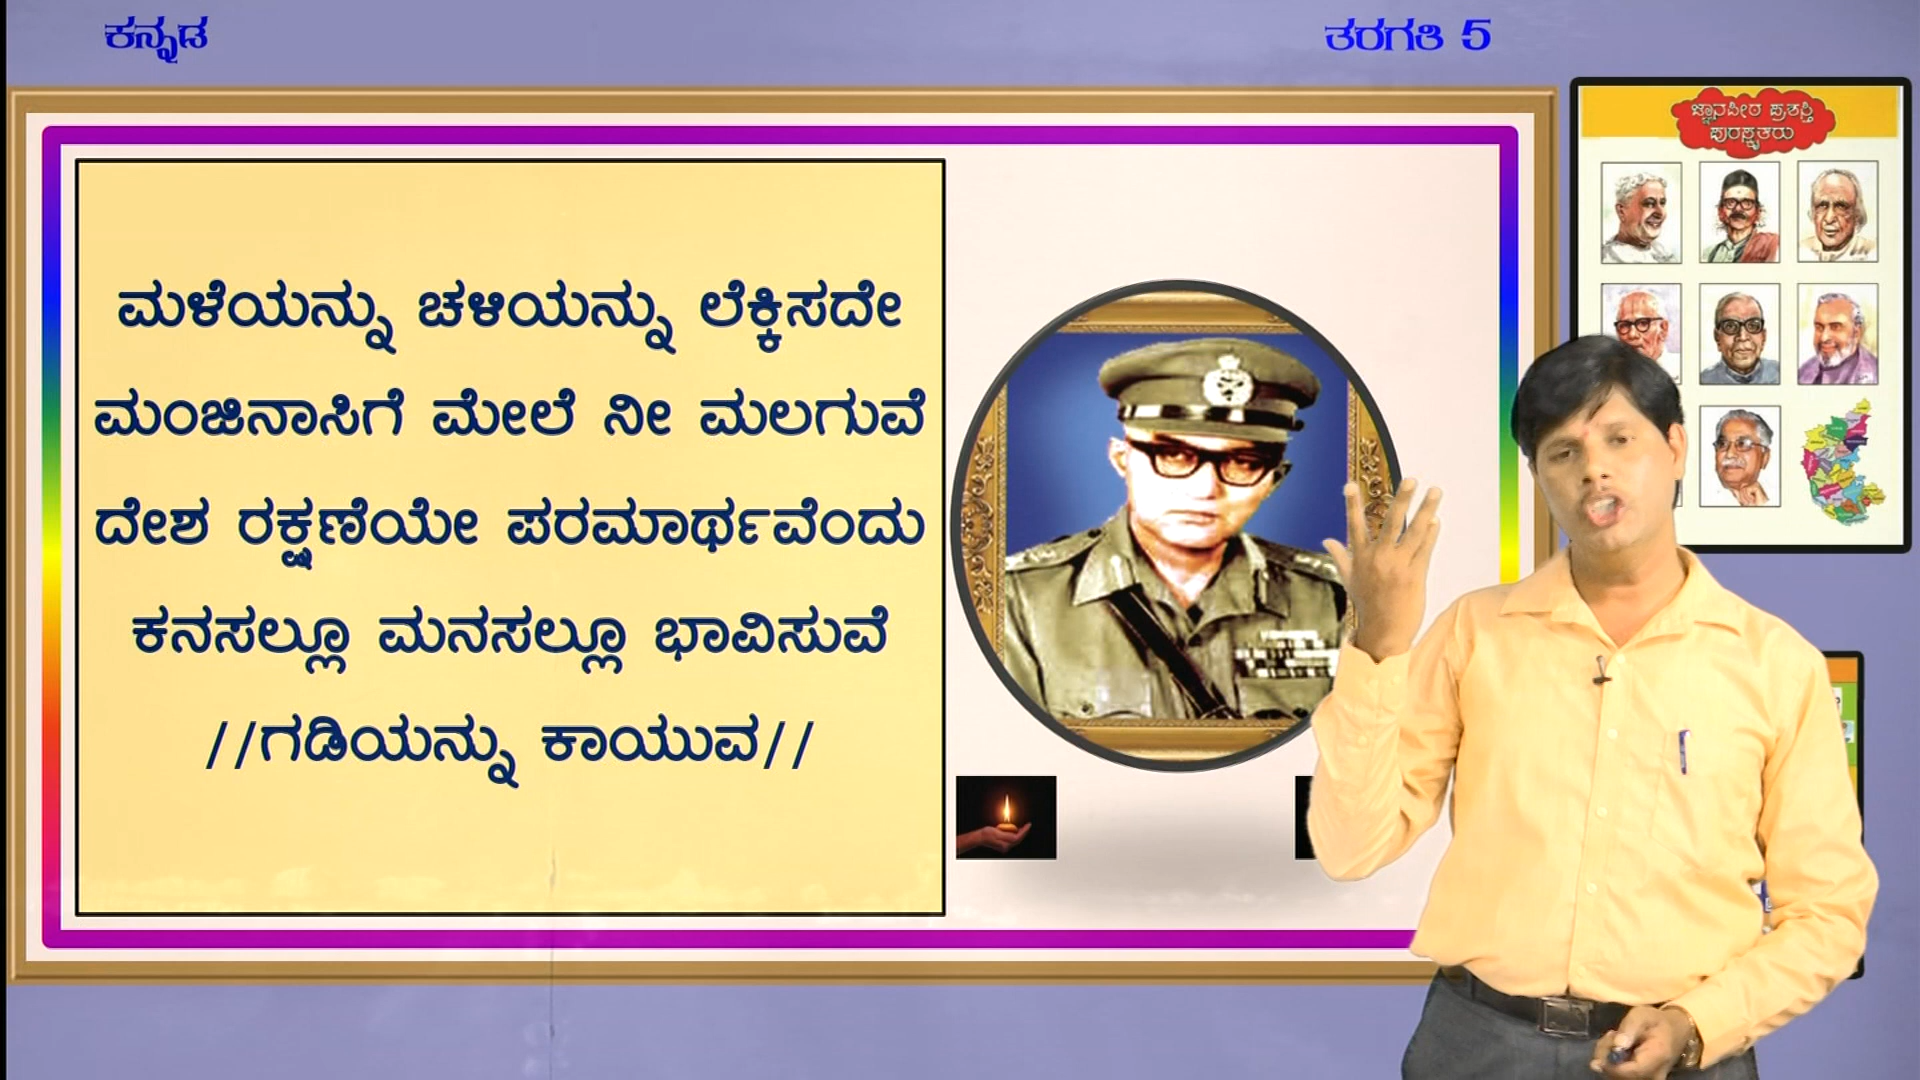 ಕನ್ನಡ
ತರಗತಿ 5
ಜ್ಞಾನಪೀಠ ಪ್ರಶಸ್ತಿ
ಪುರಸ್ಕೃತರು
ಮಳೆಯನ್ನು ಚಳಿಯನ್ನು ಲೆಕ್ಕಿಸದೇ
ಮಂಜಿನಾಸಿಗೆ ಮೇಲೆ ನೀ ಮಲಗುವೆ
ದೇಶ ರಕ್ಷಣೆಯೇ ಪರಮಾರ್ಥವೆಂದು
ಕನಸಲ್ಲೂ ಮನಸಲ್ಲೂ ಭಾವಿಸುವೆ
//ಗಡಿಯನ್ನು ಕಾಯುವ//